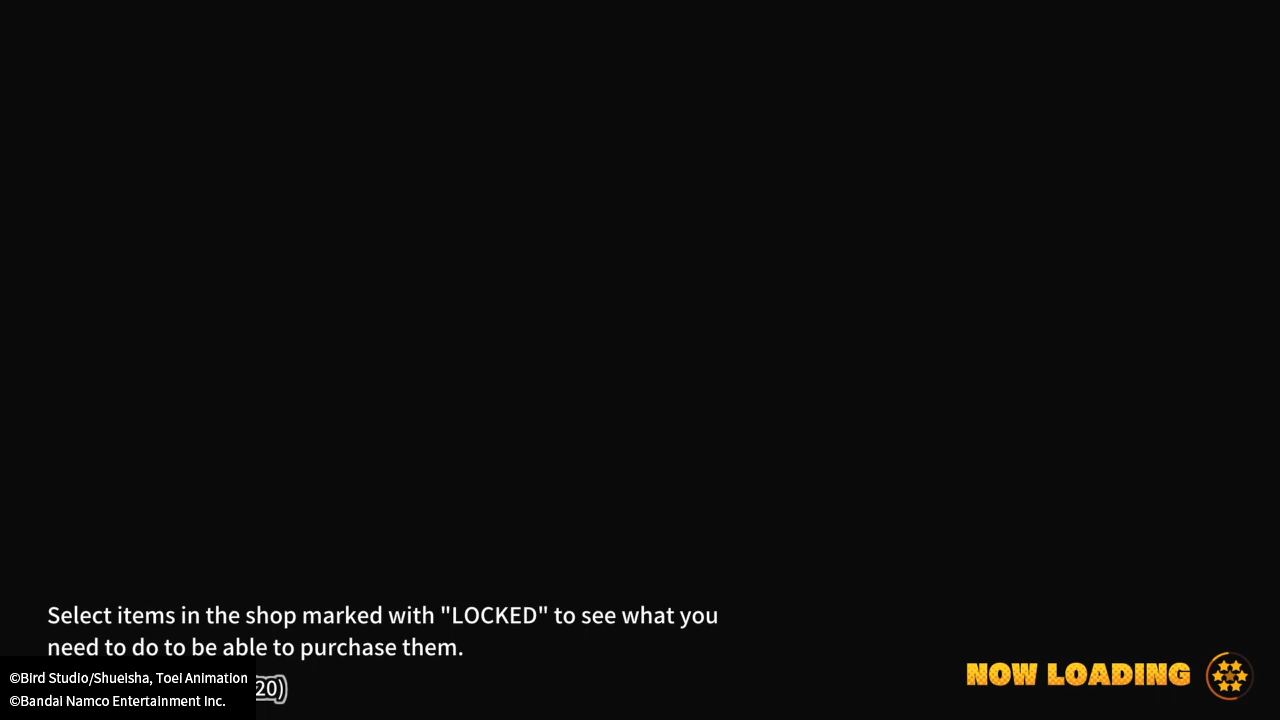 Select items in the shop marked with "LOCKED" to see what you
need to do to be able to purchase them.
©Bird Studio/Shueisha, Toei Animation
20)
©Bandai Namco Entertainment Inc.
NOW LOADING